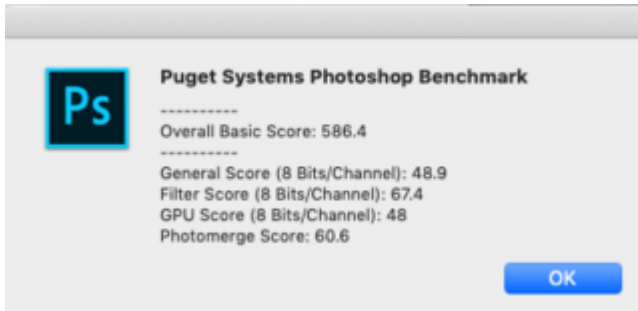 Ps
Puget Systems Photoshop Benchmark
----------
Overall Basic Score: 586.4
----------
General Score (8 Bits/Channel): 48.9
Filter Score (8 Bits/Channel): 67.4
GPU Score (8 Bits/Channel): 48
Photomerge Score: 60.6
OK